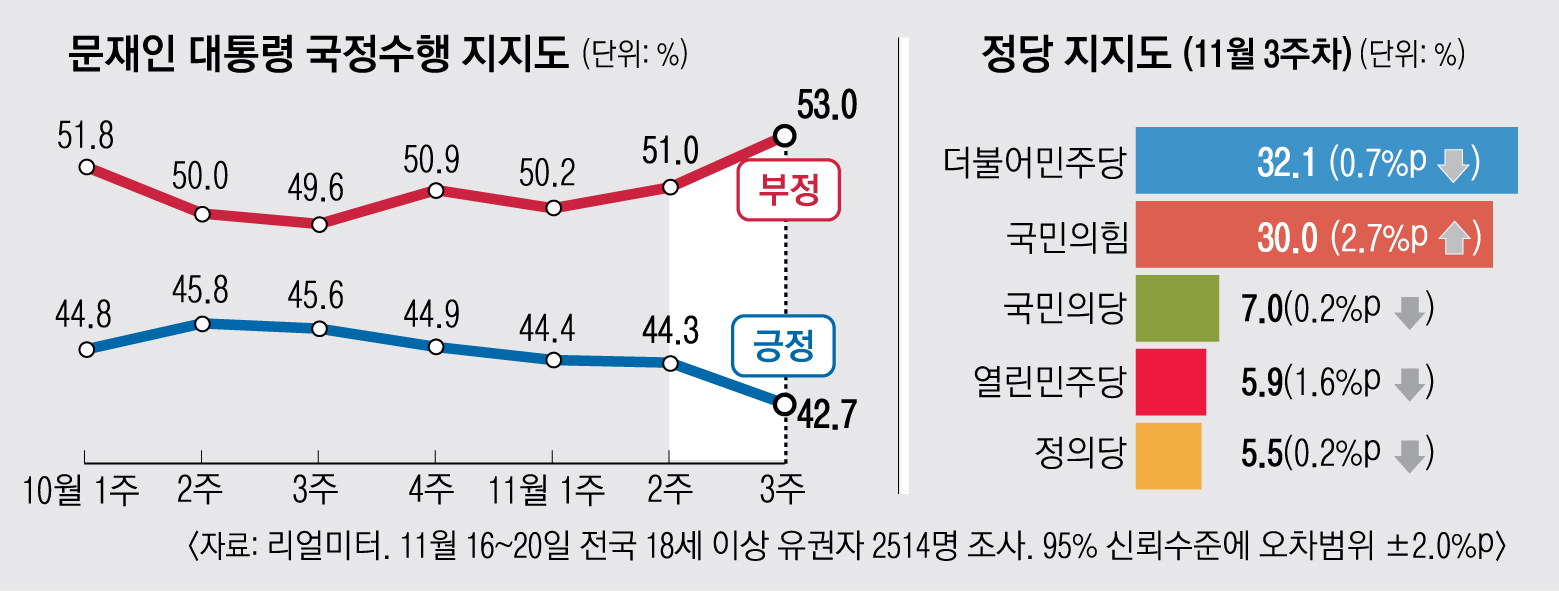 문재인 대통령 국정수행 지지도 (단위: %)
51.8
50.0
49.6
50.9
50.2
51.0
53.0
부정
44.8
45.8
45.6
44.9
44.4
44.3
42.7
긍정
10월 1주
2주
3주
4주
11월 1주
2주
3주
정당 지지도 (11월 3주차) (단위: %)
더불어민주당 32.1 (0.7%p ⬇)
국민의힘 30.0 (2.7%p ⬆)
국민의당 7.0(0.2%p ⬇)
열린민주당 5.9(1.6%p ⬇)
정의당 5.5(0.2%p ⬇)
〈자료: 리얼미터. 11월 16~20일 전국 18세 이상 유권자 2514명 조사. 95% 신뢰수준에 오차범위 ±2.0%p〉